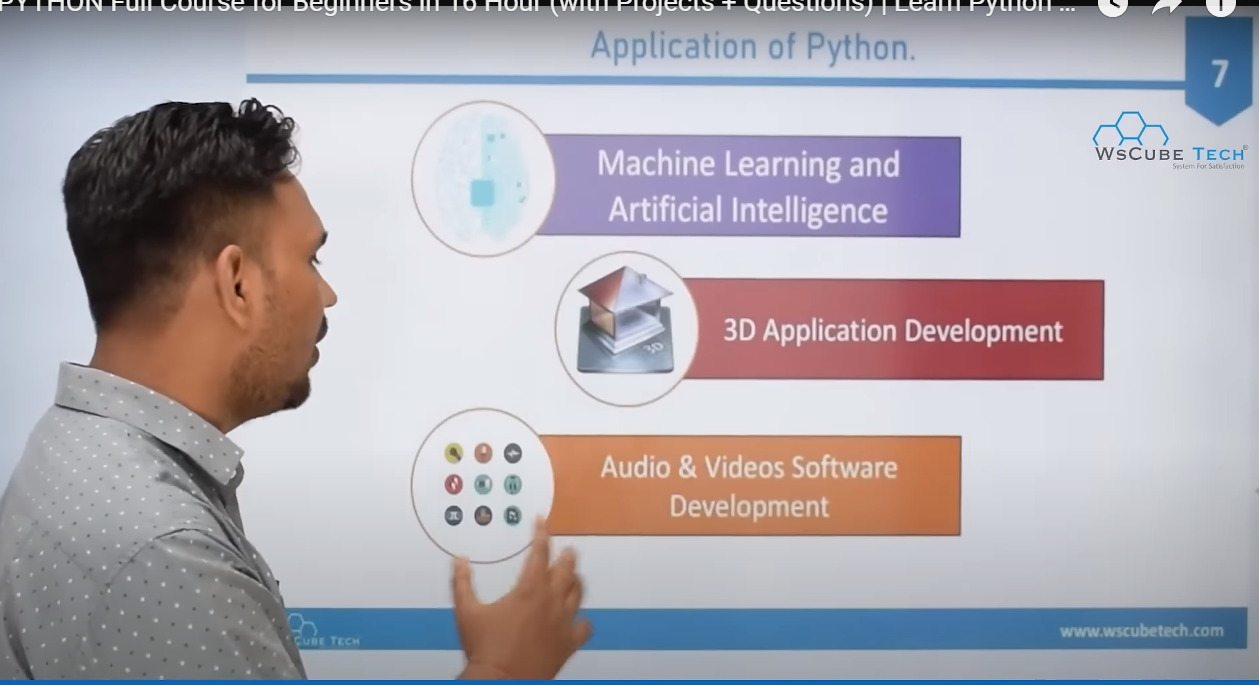 PYTHON Full Course for Beginners in 16 Hour (with Projects + Questions) | Learn Python ...
Application of Python.
7
WsCube Tech®
System For Satisfaction
Machine Learning and
Artificial Intelligence
3D Application Development
3D
Audio & Videos Software
Development
Cube Tech
www.wscubetech.com